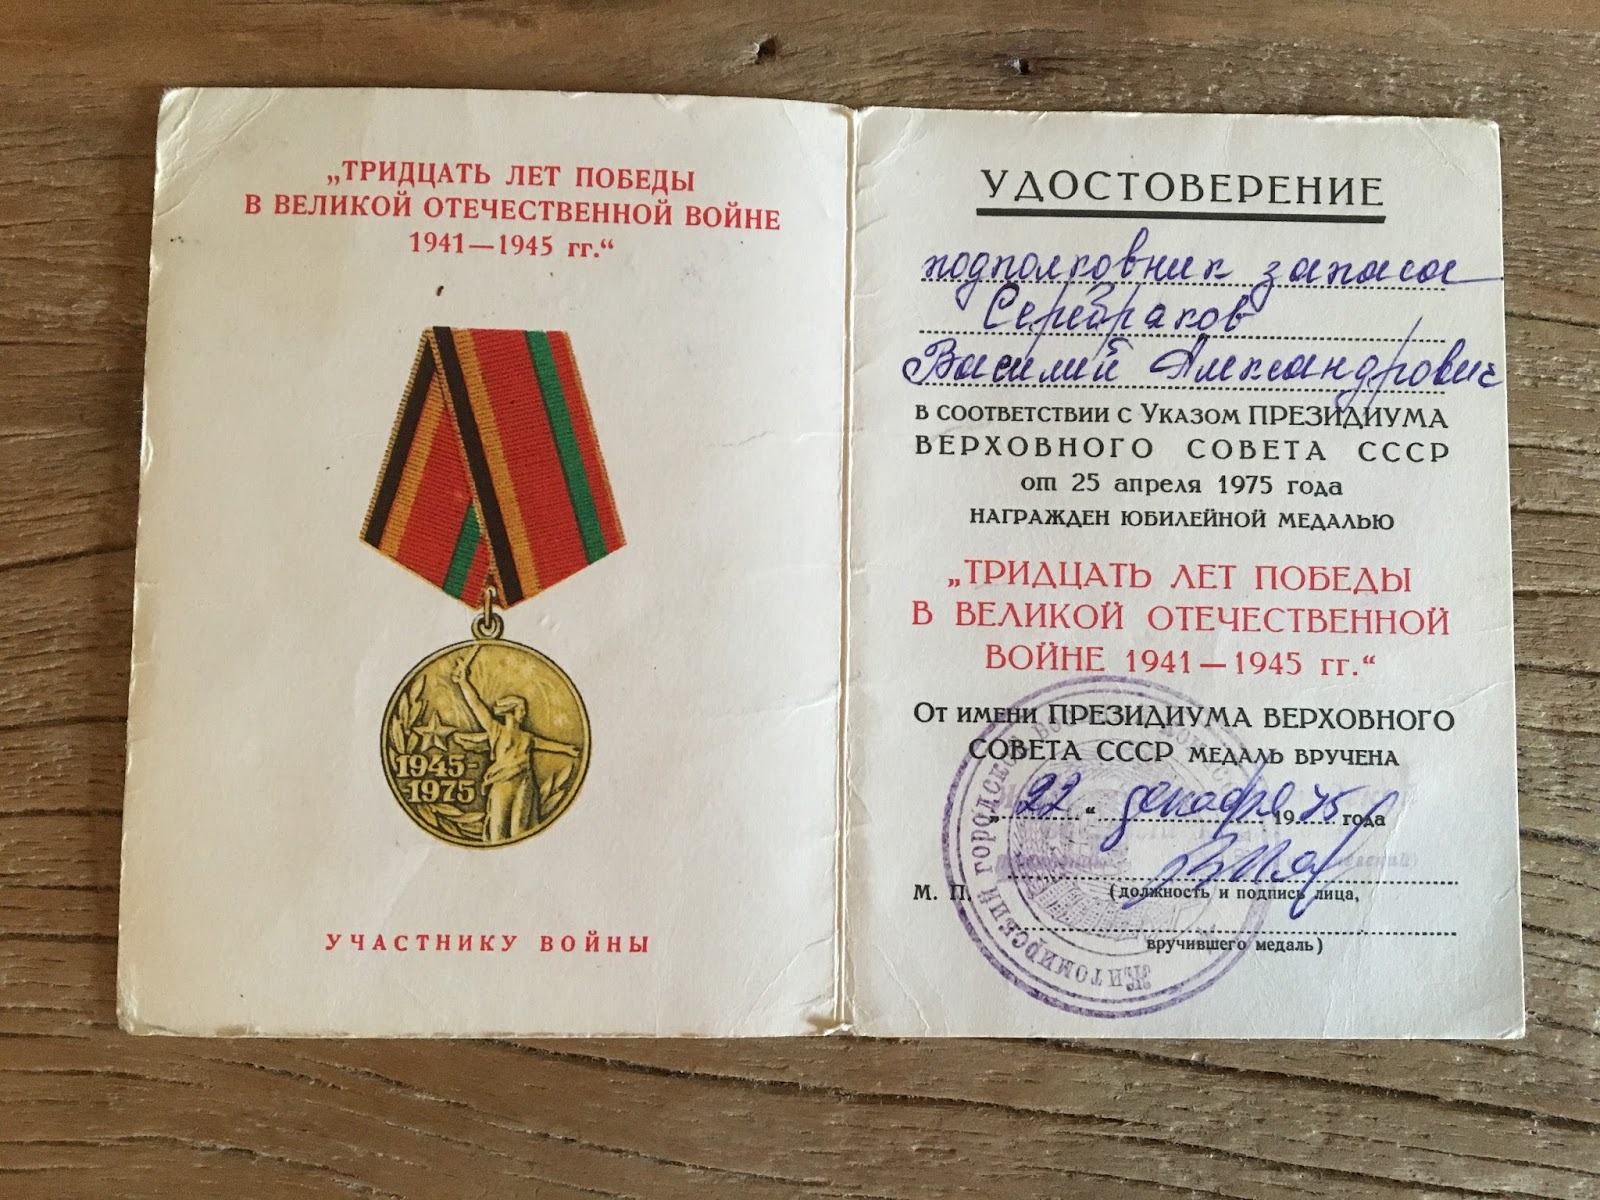 „ТРИДЦАТЬ ЛЕТ ПОБЕДЫ
В ВЕЛИКОЙ ОТЕЧЕСТВЕННОЙ ВОЙНЕ
1941—1945 гг.“
1945-
1975
УЧАСТНИКУ ВОЙНЫ
УДОСТОВЕРЕНИЕ
подполковник запаса
Серебраков
Василий Александрович
В СООТВЕТСТВИИ С УКАЗОМ ПРЕЗИДИУМА
ВЕРХОВНОГО СОВЕТА СССР
от 25 апреля 1975 года
НАГРАЖДЕН ЮБИЛЕЙНОЙ МЕДАЛЬЮ
„ТРИДЦАТЬ ЛЕТ ПОБЕДЫ
В ВЕЛИКОЙ ОТЕЧЕСТВЕННОЙ
ВОЙНЕ 1941—1945 гг.“
От имени ПРЕЗИДИУМА ВЕРХОВНОГО
СОВЕТА СССР МЕДАЛЬ ВРУЧЕНА
„22“ декабря 1975 года
М. П. (должность и подпись лица,
вручившего медаль)
ЖИТОМИРСКИЙ ГОРОДСКОЙ